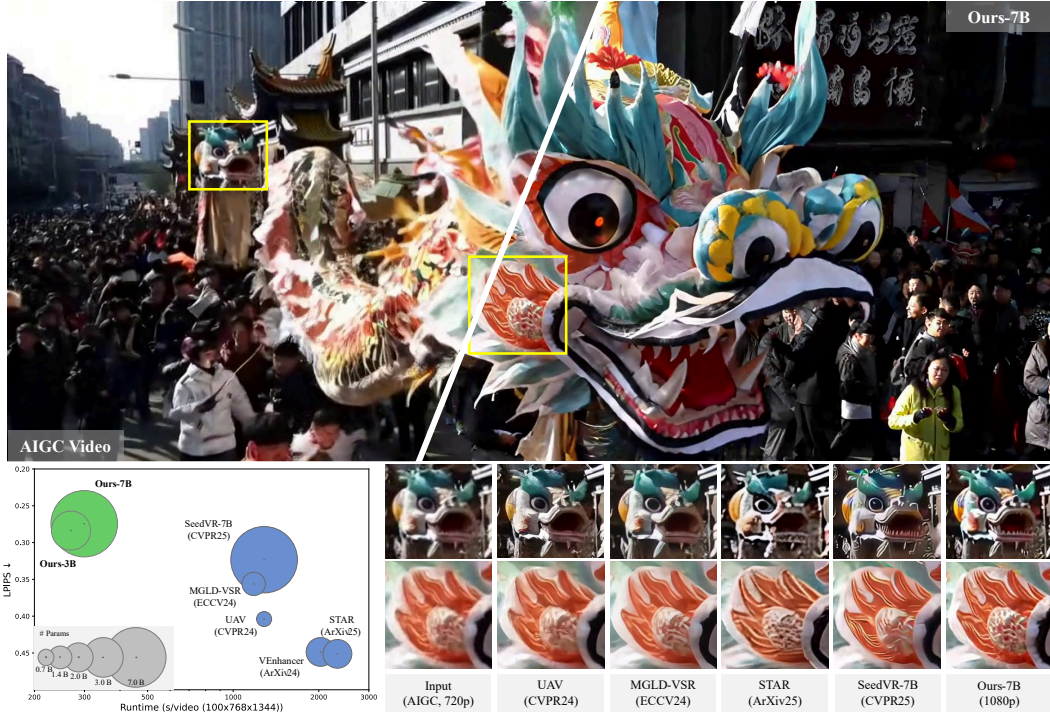 Ours-7B
AIGC Video
0.20
0.25
0.30
0.35
0.40
0.45
LPIPS ↓
Ours-7B
Ours-3B
SeedVR-7B
(CVPR25)
MGLD-VSR
(ECCV24)
UAV
(CVPR24)
STAR
(ArXiv25)
VEnhancer
(ArXiv24)
# Params
0.7 B
1.4 B
2.0 B
3.0 B
7.0 B
200
300
1000
2000
3000
Runtime (s/video (100x768x1344))
Input
(AIGC, 720p)
UAV
(CVPR24)
MGLD-VSR
(ECCV24)
STAR
(ArXiv25)
SeedVR-7B
(CVPR25)
Ours-7B
(1080p)